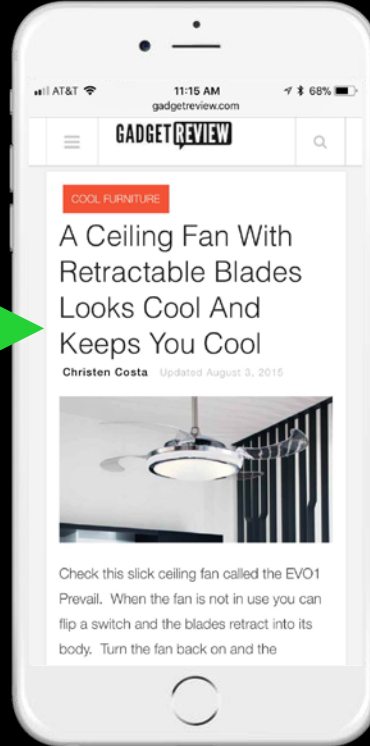 AT&T 11:15 AM 68%
gadgetreview.com
GADGET REVIEW
COOL FURNITURE
A Ceiling Fan With
Retractable Blades
Looks Cool And
Keeps You Cool
Christen Costa Updated August 3, 2015
Check this slick ceiling fan called the EVO1
Prevail. When the fan is not in use you can
flip a switch and the blades retract into its
body. Turn the fan back on and the